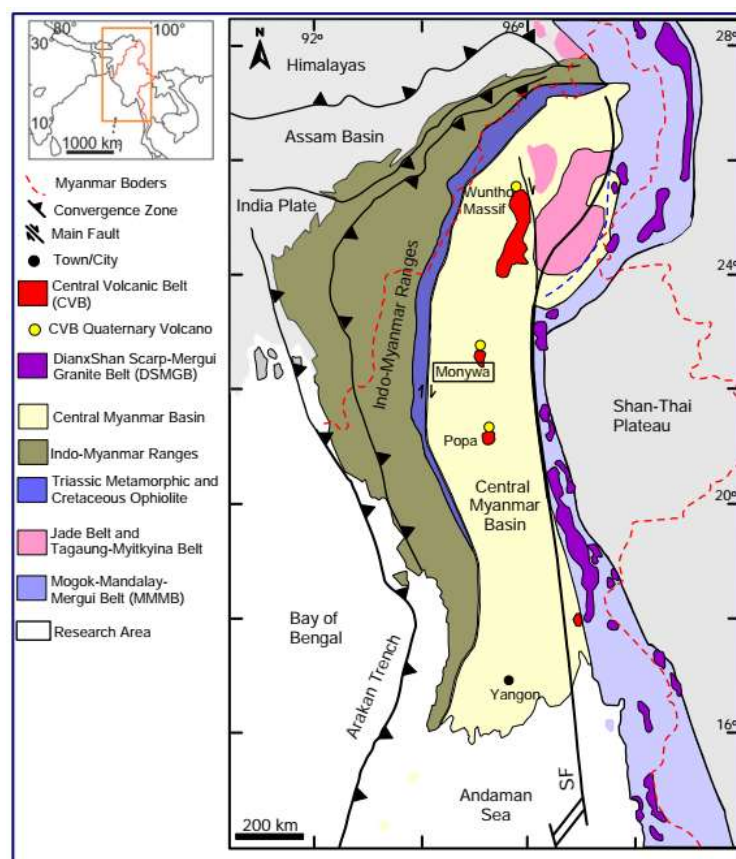 80°
100°
30°
10°
1000 km
Myanmar Boders
Convergence Zone
Main Fault
Town/City
Central Volcanic Belt
(CVB)
CVB Quaternary Volcano
DianxShan Scarp-Mergui
Granite Belt (DSMGB)
Central Myanmar Basin
Indo-Myanmar Ranges
Triassic Metamorphic and
Cretaceous Ophiolite
Jade Belt and
Tagaung-Myitkyina Belt
Mogok-Mandalay-
Mergui Belt (MMMB)
Research Area
92°
96°
28°
N
Himalayas
Assam Basin
India Plate
Wuntho
Massif
24°
Indo-Myanmar Ranges
Monywa
Shan-Thai
Plateau
Popa
Central
Myanmar
Basin
20°
Bay of
Bengal
Arakan Trench
Yangon
16°
Andaman
Sea
SF
200 km